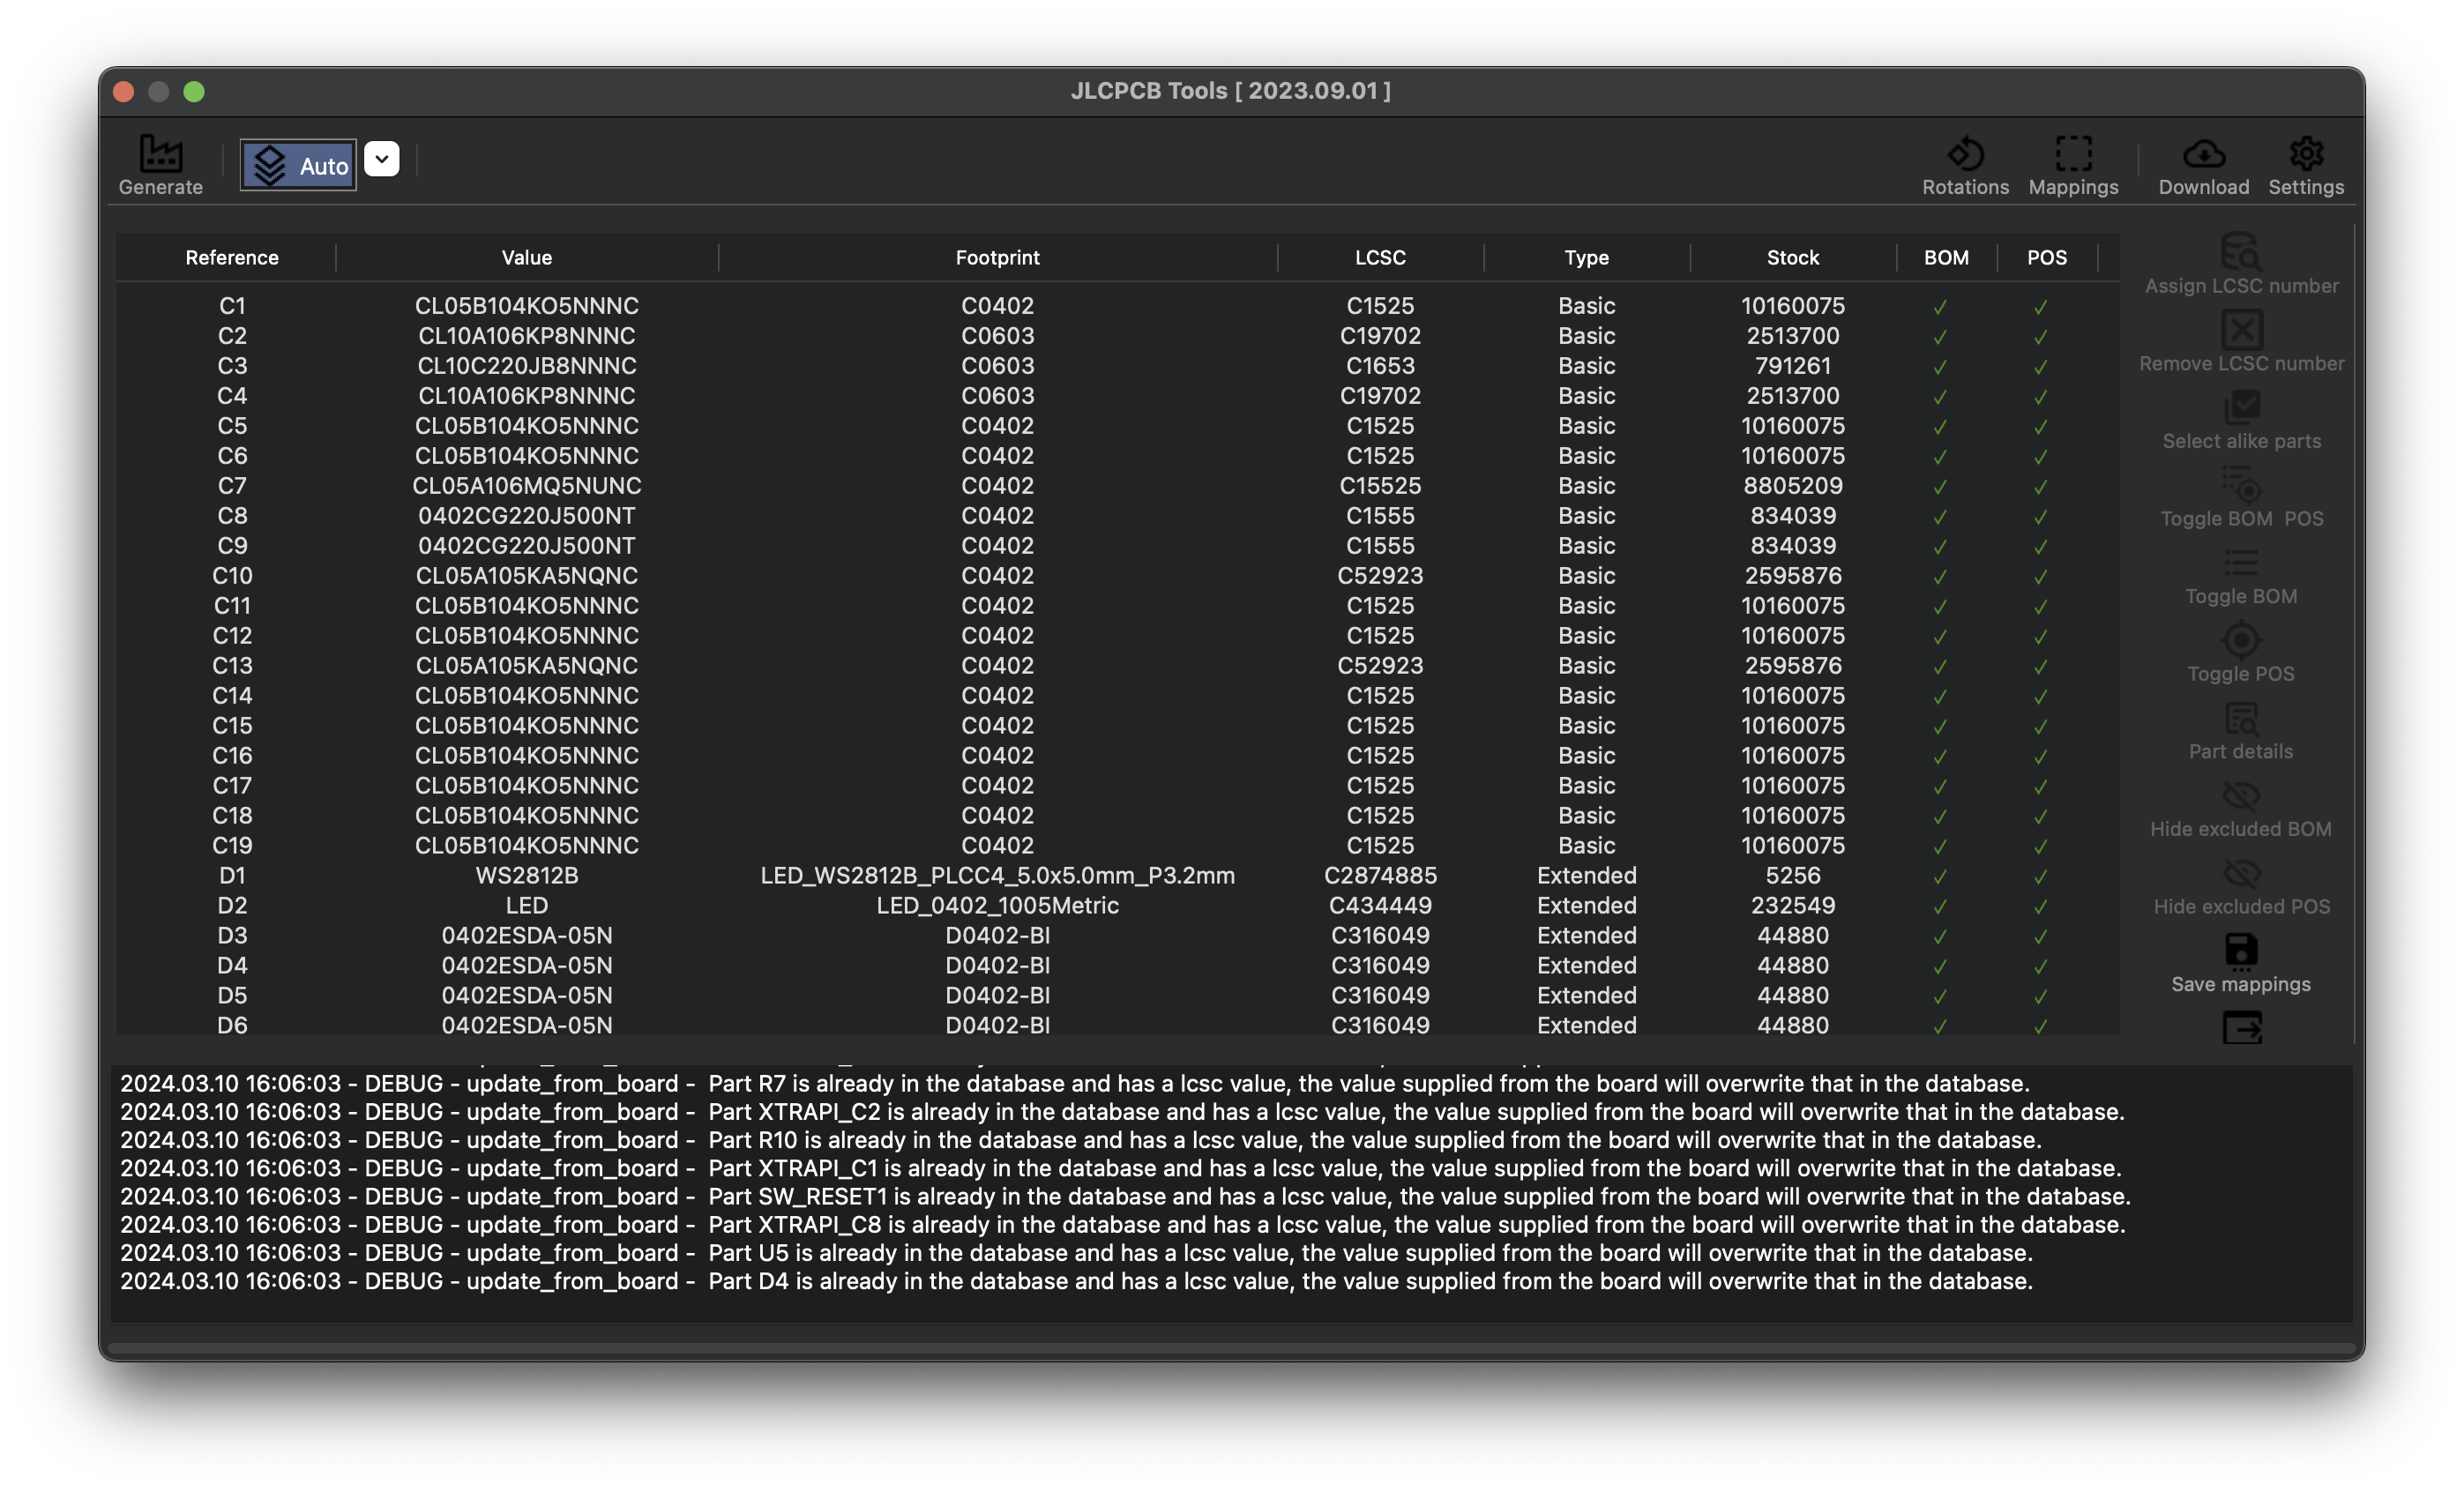 JLCPCB Tools [ 2023.09.01 ]
Generate Auto Rotations Mappings Download Settings
Reference Value Footprint LCSC Type Stock BOM POS
C1 CL05B104KO5NNNC C0402 C1525 Basic 10160075 ✓ ✓
C2 CL10A106KP8NNNC C0603 C19702 Basic 2513700 ✓ ✓
C3 CL10C220JB8NNNC C0603 C1653 Basic 791261 ✓ ✓
C4 CL10A106KP8NNNC C0603 C19702 Basic 2513700 ✓ ✓
C5 CL05B104KO5NNNC C0402 C1525 Basic 10160075 ✓ ✓
C6 CL05B104KO5NNNC C0402 C1525 Basic 10160075 ✓ ✓
C7 CL05A106MQ5NUNC C0402 C15525 Basic 8805209 ✓ ✓
C8 0402CG220J500NT C0402 C1555 Basic 834039 ✓ ✓
C9 0402CG220J500NT C0402 C1555 Basic 834039 ✓ ✓
C10 CL05A105KA5NQNC C0402 C52923 Basic 2595876 ✓ ✓
C11 CL05B104KO5NNNC C0402 C1525 Basic 10160075 ✓ ✓
C12 CL05B104KO5NNNC C0402 C1525 Basic 10160075 ✓ ✓
C13 CL05A105KA5NQNC C0402 C52923 Basic 2595876 ✓ ✓
C14 CL05B104KO5NNNC C0402 C1525 Basic 10160075 ✓ ✓
C15 CL05B104KO5NNNC C0402 C1525 Basic 10160075 ✓ ✓
C16 CL05B104KO5NNNC C0402 C1525 Basic 10160075 ✓ ✓
C17 CL05B104KO5NNNC C0402 C1525 Basic 10160075 ✓ ✓
C18 CL05B104KO5NNNC C0402 C1525 Basic 10160075 ✓ ✓
C19 CL05B104KO5NNNC C0402 C1525 Basic 10160075 ✓ ✓
D1 WS2812B LED_WS2812B_PLCC4_5.0x5.0mm_P3.2mm C2874885 Extended 5256 ✓ ✓
D2 LED LED_0402_1005Metric C434449 Extended 232549 ✓ ✓
D3 0402ESDA-05N D0402-BI C316049 Extended 44880 ✓ ✓
D4 0402ESDA-05N D0402-BI C316049 Extended 44880 ✓ ✓
D5 0402ESDA-05N D0402-BI C316049 Extended 44880 ✓ ✓
D6 0402ESDA-05N D0402-BI C316049 Extended 44880 ✓ ✓
Assign LCSC number
Remove LCSC number
Select alike parts
Toggle BOM POS
Toggle BOM
Toggle POS
Part details
Hide excluded BOM
Hide excluded POS
Save mappings
2024.03.10 16:06:03 - DEBUG - update_from_board - Part R7 is already in the database and has a lcsc value, the value supplied from the board will overwrite that in the database.
2024.03.10 16:06:03 - DEBUG - update_from_board - Part XTRAPI_C2 is already in the database and has a lcsc value, the value supplied from the board will overwrite that in the database.
2024.03.10 16:06:03 - DEBUG - update_from_board - Part R10 is already in the database and has a lcsc value, the value supplied from the board will overwrite that in the database.
2024.03.10 16:06:03 - DEBUG - update_from_board - Part XTRAPI_C1 is already in the database and has a lcsc value, the value supplied from the board will overwrite that in the database.
2024.03.10 16:06:03 - DEBUG - update_from_board - Part SW_RESET1 is already in the database and has a lcsc value, the value supplied from the board will overwrite that in the database.
2024.03.10 16:06:03 - DEBUG - update_from_board - Part XTRAPI_C8 is already in the database and has a lcsc value, the value supplied from the board will overwrite that in the database.
2024.03.10 16:06:03 - DEBUG - update_from_board - Part U5 is already in the database and has a lcsc value, the value supplied from the board will overwrite that in the database.
2024.03.10 16:06:03 - DEBUG - update_from_board - Part D4 is already in the database and has a lcsc value, the value supplied from the board will overwrite that in the database.